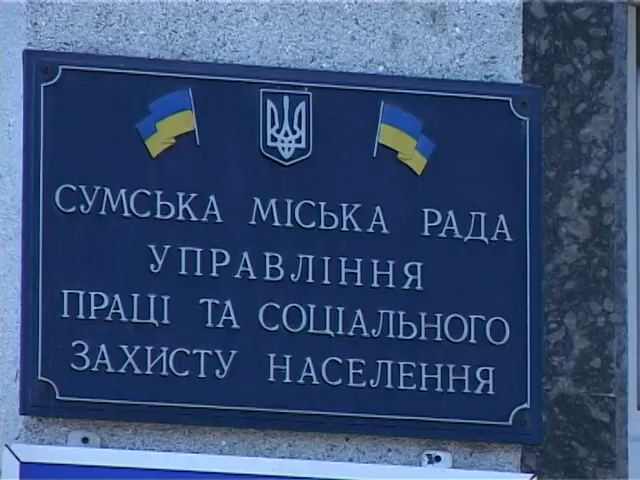 СУМСЬКА МІСЬКА РАДА
УПРАВЛІННЯ
ПРАЦІ ТА СОЦІАЛЬНОГО
ЗАХИСТУ НАСЕЛЕННЯ